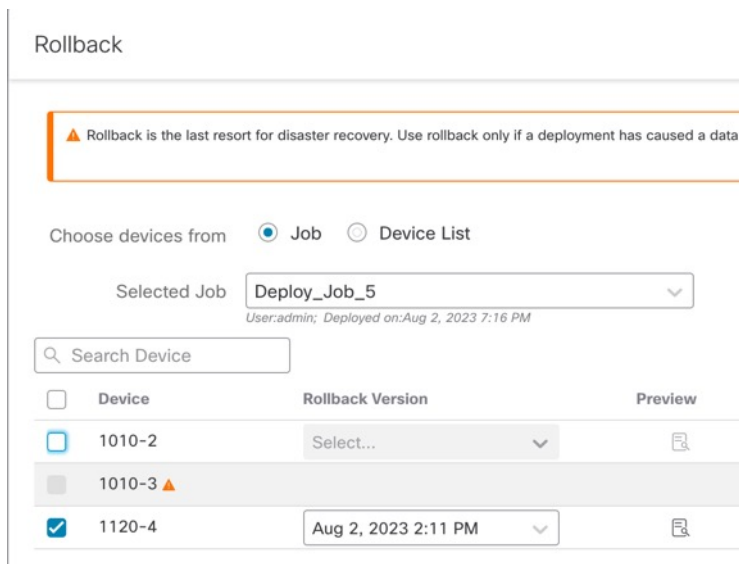 Rollback
Rollback is the last resort for disaster recovery. Use rollback only if a deployment has caused a data
Choose devices from Job Device List
Selected Job Deploy_Job_5
User:admin; Deployed on:Aug 2, 2023 7:16 PM
Search Device
Device Rollback Version Preview
1010-2 Select...
1010-3
1120-4 Aug 2, 2023 2:11 PM